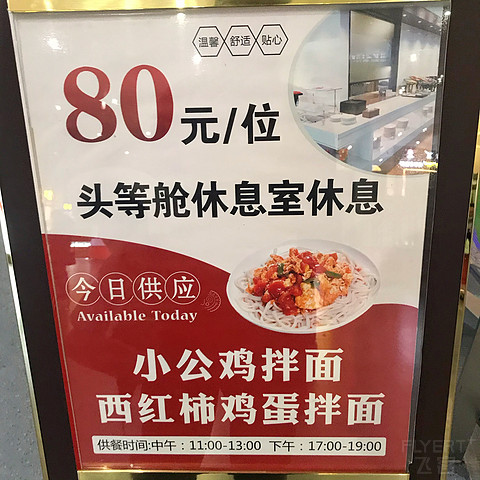 温馨 舒适 贴心
80元/位
头等舱休息室休息
今日供应
Available Today
小公鸡拌面
西红柿鸡蛋拌面
供餐时间:中午：11:00-13:00 下午：17:00-19:00